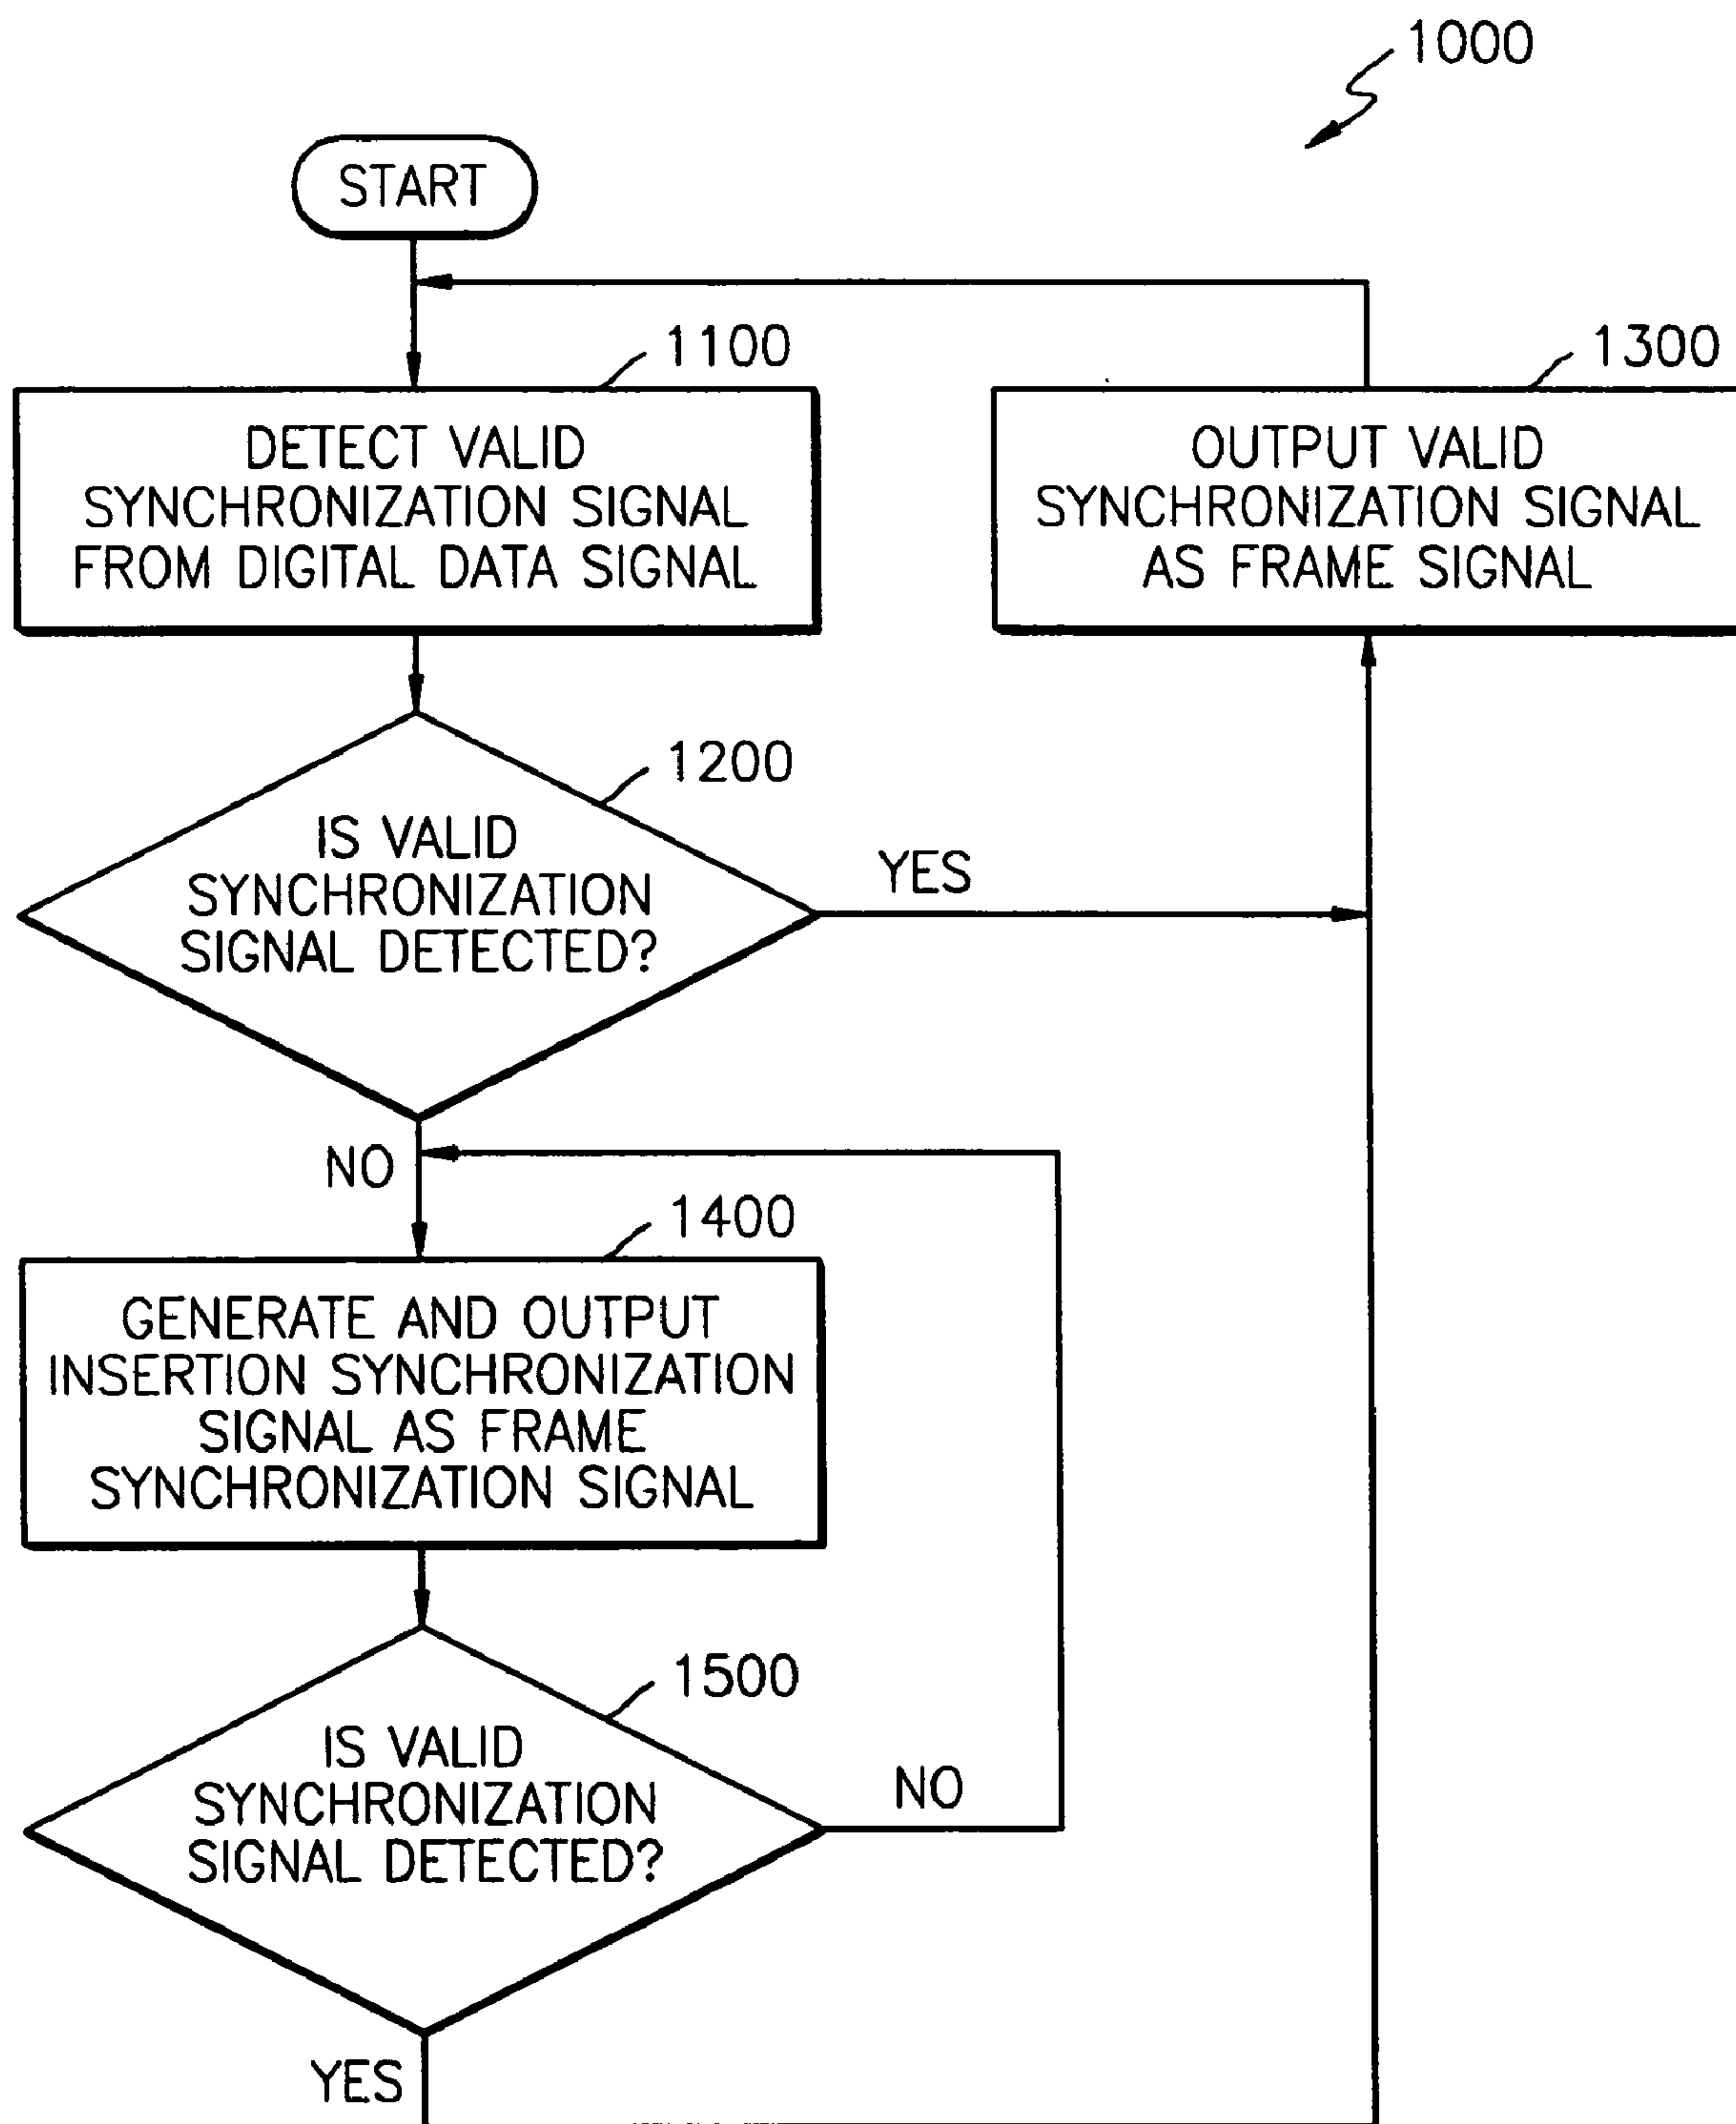 1000
START
1100
DETECT VALID
SYNCHRONIZATION SIGNAL
FROM DIGITAL DATA SIGNAL
1300
OUTPUT VALID
SYNCHRONIZATION SIGNAL
AS FRAME SIGNAL
1200
IS VALID
SYNCHRONIZATION
SIGNAL DETECTED?
YES
NO
1400
GENERATE AND OUTPUT
INSERTION SYNCHRONIZATION
SIGNAL AS FRAME
SYNCHRONIZATION SIGNAL
1500
IS VALID
SYNCHRONIZATION
SIGNAL DETECTED?
NO
YES